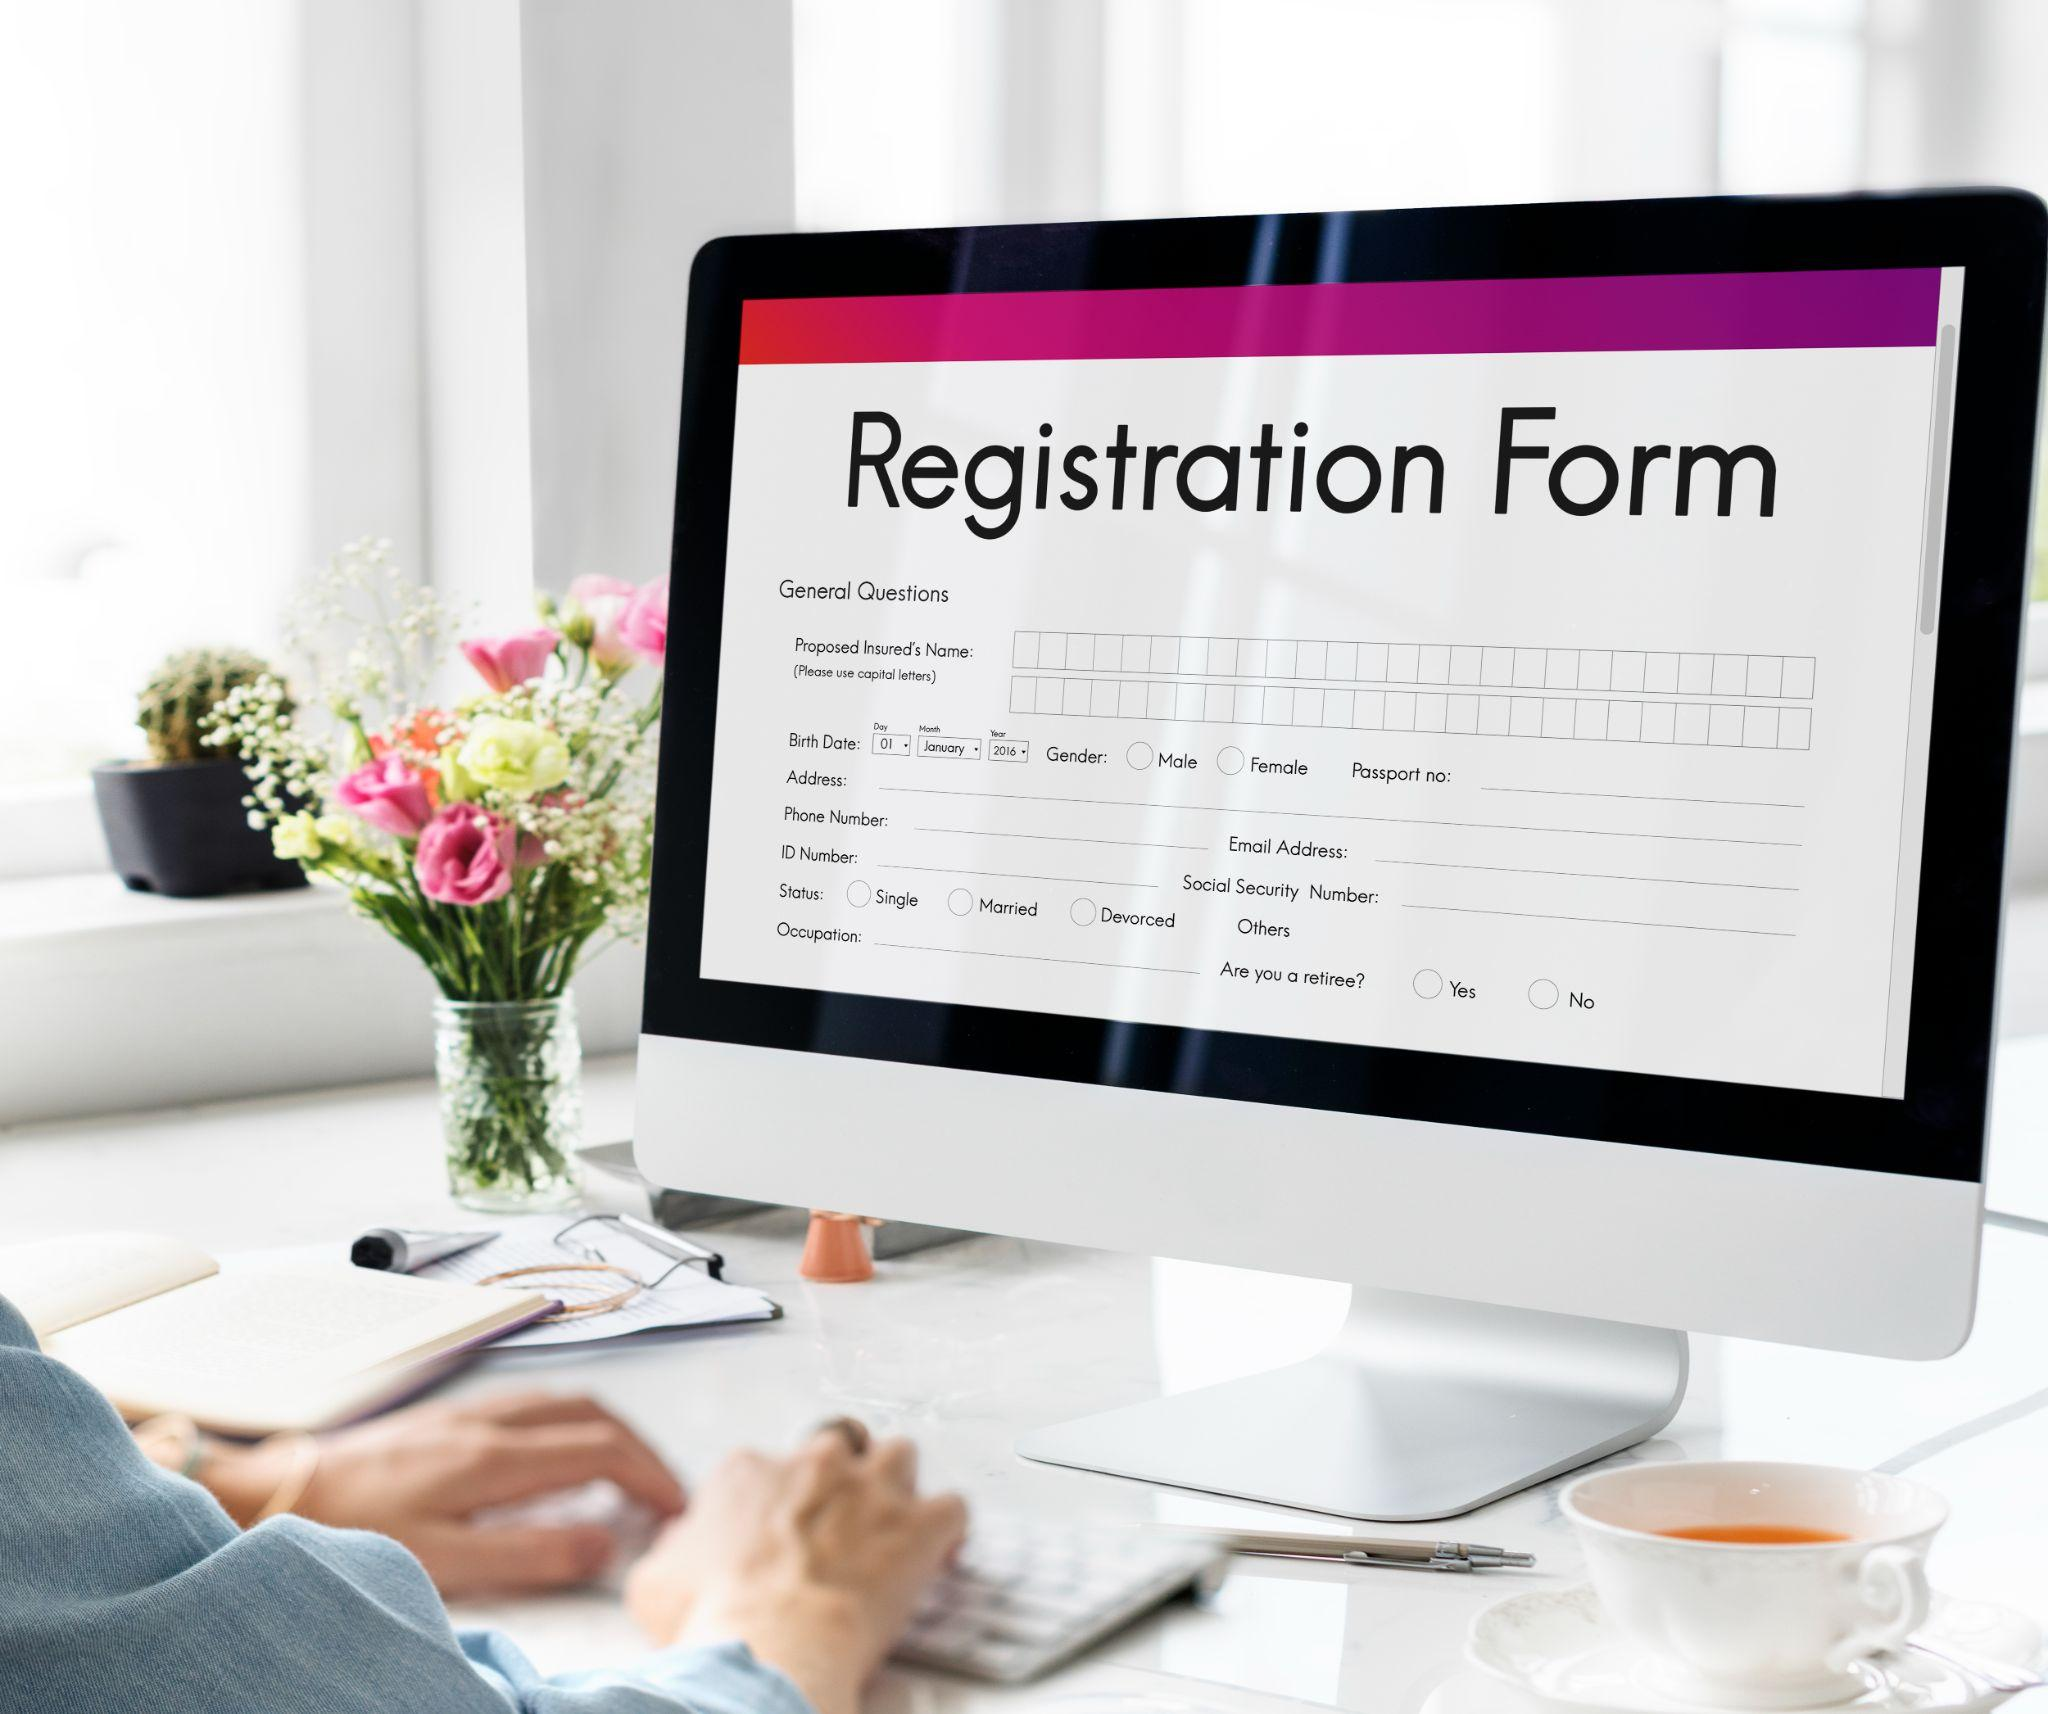 Registration Form
General Questions
Proposed Insured's Name:
(Please use capital letters)
Day Month Year
Birth Date: 01 January 2016 Gender: Male Female Passport no:
Address:
Phone Number: Email Address:
ID Number: Social Security Number:
Status: Single Married Devorced Others
Occupation: Are you a retiree? Yes No